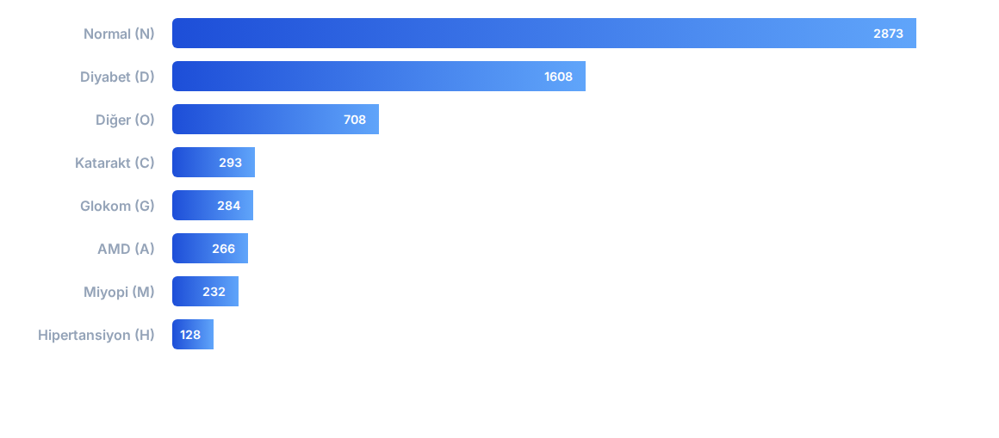 Normal (N) 2873
Diyabet (D) 1608
Diğer (O) 708
Katarakt (C) 293
Glokom (G) 284
AMD (A) 266
Miyopi (M) 232
Hipertansiyon (H) 128